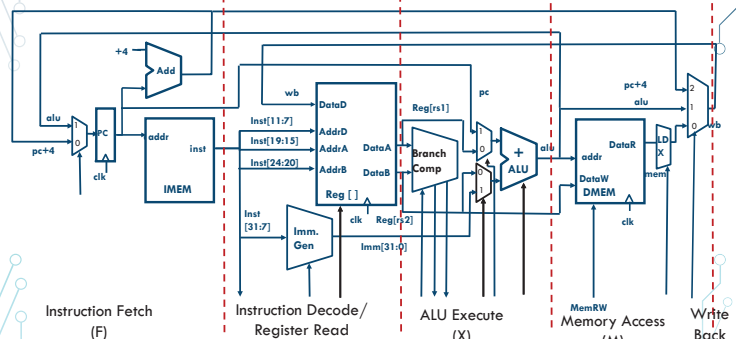 +4
Add
alu
1
0
pc+4
PC
clk
addr
inst
IMEM
wb
Inst[11:7]
Inst[19:15]
Inst[24:20]
Inst
[31:7]
DataD
AddrD
AddrA
AddrB
DataA
DataB
Reg [ ]
clk
Imm.
Gen
Imm[31:0]
Reg[rs1]
Reg[rs2]
Branch
Comp
pc
1
0
0
1
+
ALU
alu
addr
DataR
DataW
DMEM
clk
MemRW
LD
X
mem
pc+4
alu
2
1
0
wb
Instruction Fetch
(F)
Instruction Decode/
Register Read
ALU Execute
(X)
Memory Access
(M)
Write
Back